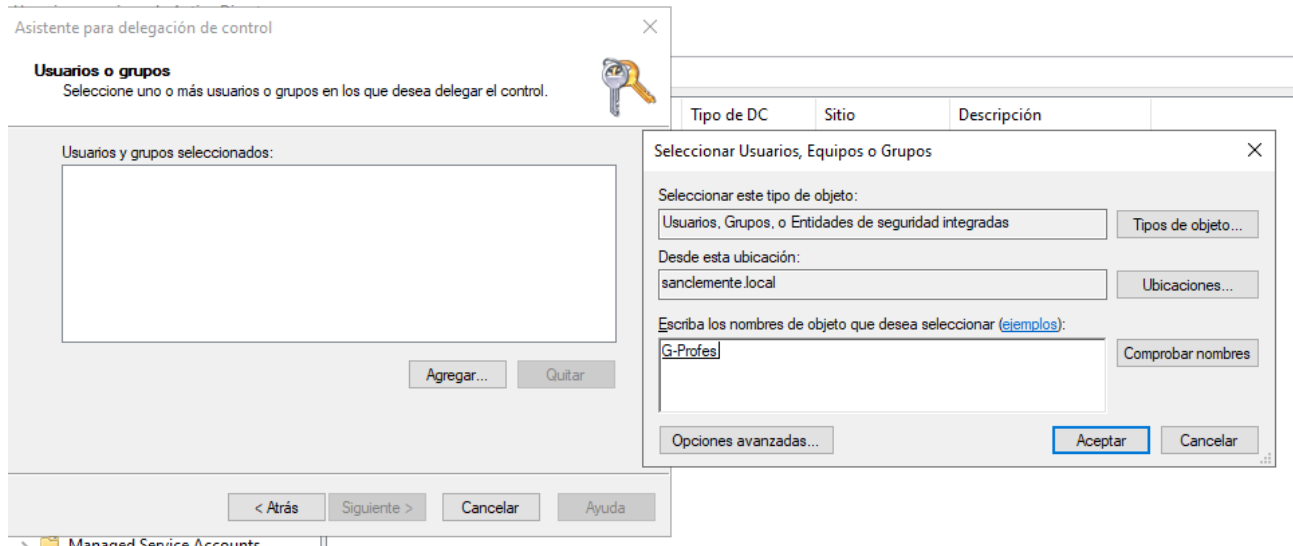 Asistente para delegación de control
Usuarios o grupos
Seleccione uno o más usuarios o grupos en los que desea delegar el control.
Usuarios y grupos seleccionados:
Agregar...
Quitar
< Atrás
Siguiente >
Cancelar
Ayuda
Managed Service Accounts
Tipo de DC
Sitio
Descripción
Seleccionar Usuarios, Equipos o Grupos
Seleccionar este tipo de objeto:
Usuarios, Grupos, o Entidades de seguridad integradas
Tipos de objeto...
Desde esta ubicación:
sanclemente.local
Ubicaciones...
Escriba los nombres de objeto que desea seleccionar (ejemplos):
G-Profes
Comprobar nombres
Opciones avanzadas...
Aceptar
Cancelar